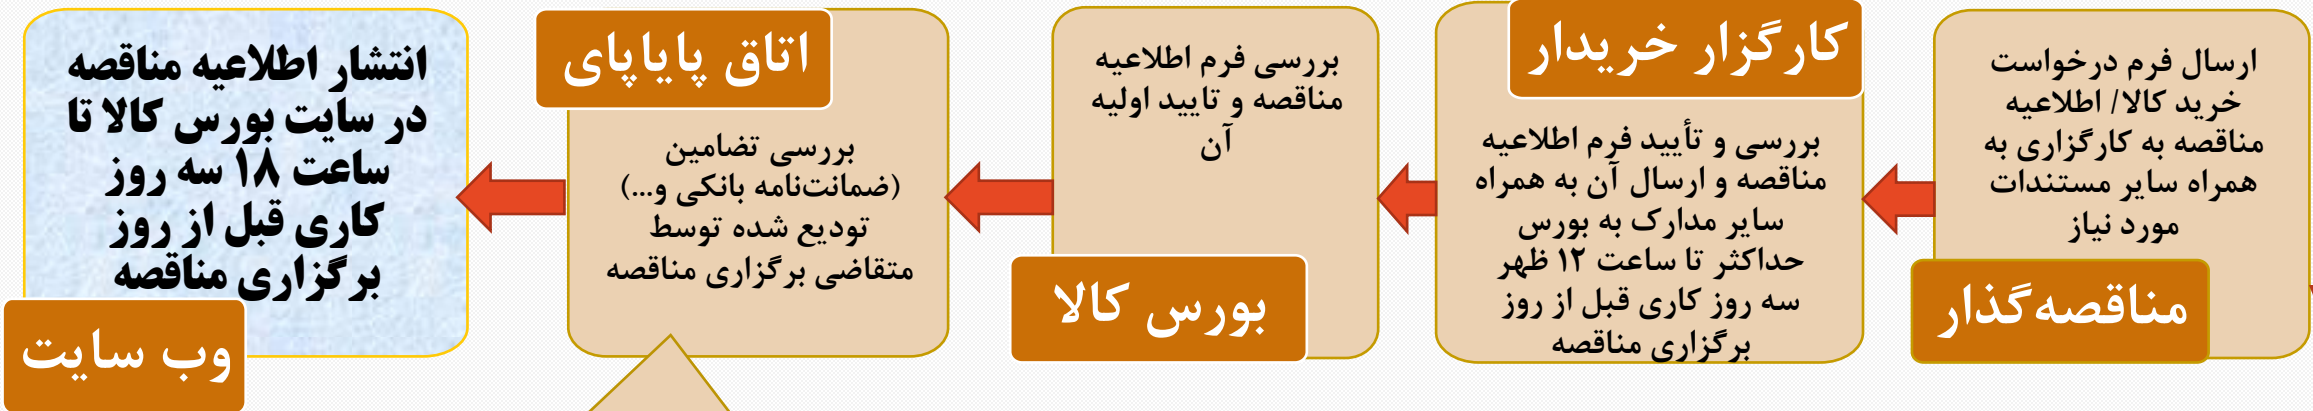 ارسال فرم درخواست
خرید کالا/ اطلاعیه
مناقصه به کارگزاری به
همراه سایر مستندات
مورد نیاز
مناقصه‌گذار
کارگزار خریدار
بررسی و تأیید فرم اطلاعیه
مناقصه و ارسال آن به همراه
سایر مدارک به بورس
حداکثر تا ساعت ۱۲ ظهر
سه روز کاری قبل از روز
برگزاری مناقصه
بررسی فرم اطلاعیه
مناقصه و تایید اولیه
آن
بورس کالا
اتاق پایاپای
بررسی تضامین
(ضمانت‌نامه بانکی و...)
تودیع شده توسط
متقاضی برگزاری مناقصه
انتشار اطلاعیه مناقصه
در سایت بورس کالا تا
ساعت ۱۸ سه روز
کاری قبل از روز
برگزاری مناقصه
وب سایت